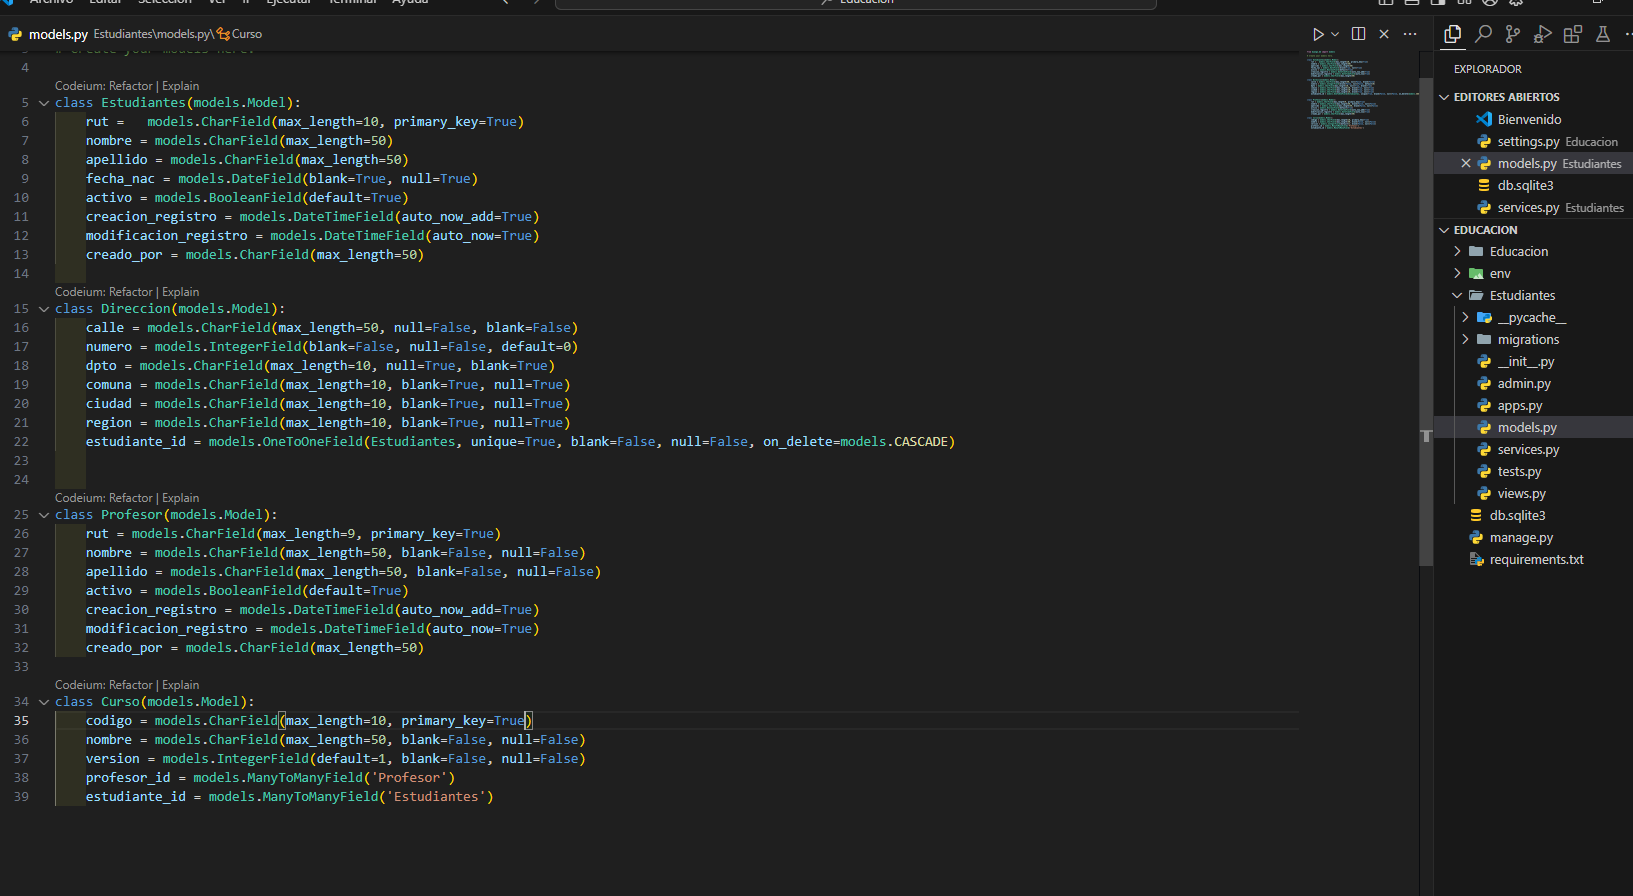 Archivo Editar Selección Ver Ir Ejecutar Terminal Ayuda
Educacion
models.py Estudiantes\models.py\Curso
3 # Create your models here.
4
Codeium: Refactor | Explain
5 class Estudiantes(models.Model):
6 rut =   models.CharField(max_length=10, primary_key=True)
7 nombre = models.CharField(max_length=50)
8 apellido = models.CharField(max_length=50)
9 fecha_nac = models.DateField(blank=True, null=True)
10 activo = models.BooleanField(default=True)
11 creacion_registro = models.DateTimeField(auto_now_add=True)
12 modificacion_registro = models.DateTimeField(auto_now=True)
13 creado_por = models.CharField(max_length=50)
14
Codeium: Refactor | Explain
15 class Direccion(models.Model):
16 calle = models.CharField(max_length=50, null=False, blank=False)
17 numero = models.IntegerField(blank=False, null=False, default=0)
18 dpto = models.CharField(max_length=10, null=True, blank=True)
19 comuna = models.CharField(max_length=10, blank=True, null=True)
20 ciudad = models.CharField(max_length=10, blank=True, null=True)
21 region = models.CharField(max_length=10, blank=True, null=True)
22 estudiante_id = models.OneToOneField(Estudiantes, unique=True, blank=False, null=False, on_delete=models.CASCADE)
23
24
Codeium: Refactor | Explain
25 class Profesor(models.Model):
26 rut = models.CharField(max_length=9, primary_key=True)
27 nombre = models.CharField(max_length=50, blank=False, null=False)
28 apellido = models.CharField(max_length=50, blank=False, null=False)
29 activo = models.BooleanField(default=True)
30 creacion_registro = models.DateTimeField(auto_now_add=True)
31 modificacion_registro = models.DateTimeField(auto_now=True)
32 creado_por = models.CharField(max_length=50)
33
Codeium: Refactor | Explain
34 class Curso(models.Model):
35 codigo = models.CharField(max_length=10, primary_key=True)
36 nombre = models.CharField(max_length=50, blank=False, null=False)
37 version = models.IntegerField(default=1, blank=False, null=False)
38 profesor_id = models.ManyToManyField('Profesor')
39 estudiante_id = models.ManyToManyField('Estudiantes')
EXPLORADOR
EDITORES ABIERTOS
Bienvenido
settings.py Educacion
models.py Estudiantes
db.sqlite3
services.py Estudiantes
EDUCACION
Educacion
env
Estudiantes
__pycache__
migrations
__init__.py
admin.py
apps.py
models.py
services.py
tests.py
views.py
db.sqlite3
manage.py
requirements.txt